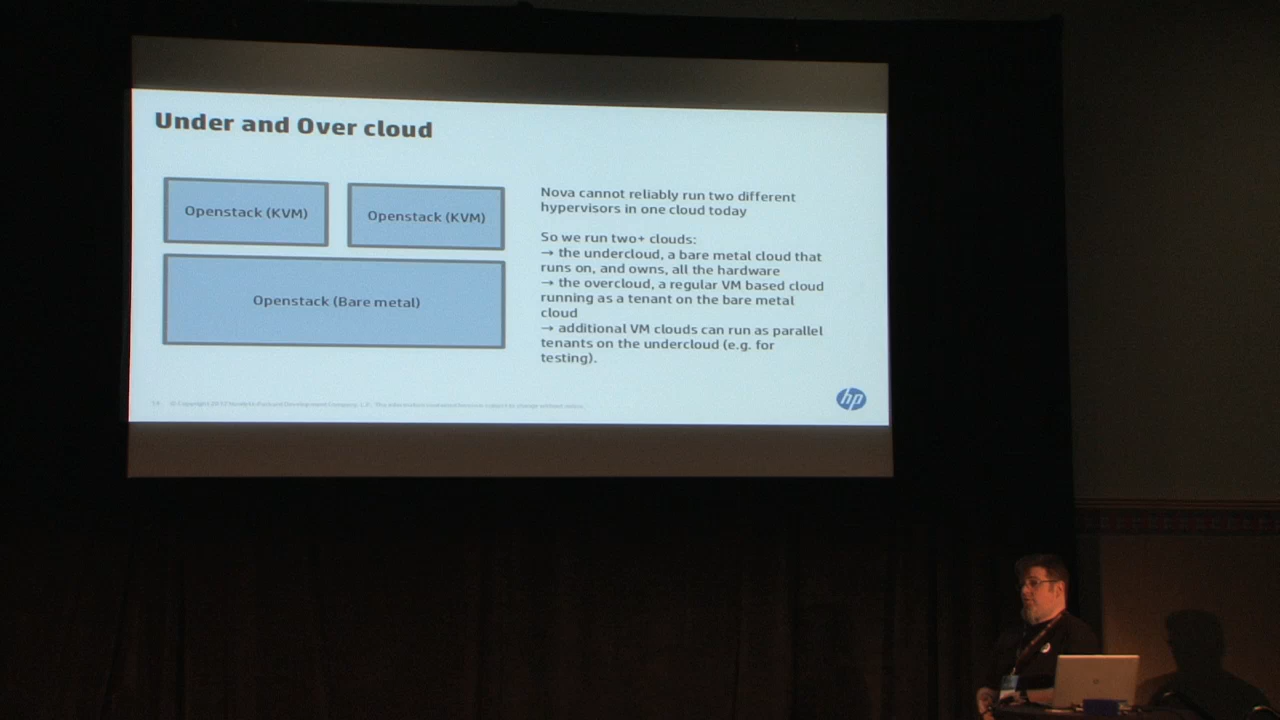 Under and Over cloud
Openstack (KVM)
Openstack (KVM)
Openstack (Bare metal)
Nova cannot reliably run two different
hypervisors in one cloud today
So we run two+ clouds:
→ the undercloud, a bare metal cloud that
runs on, and owns, all the hardware
→ the overcloud, a regular VM based cloud
running as a tenant on the bare metal
cloud
→ additional VM clouds can run as parallel
tenants on the undercloud (e.g. for
testing).
hp